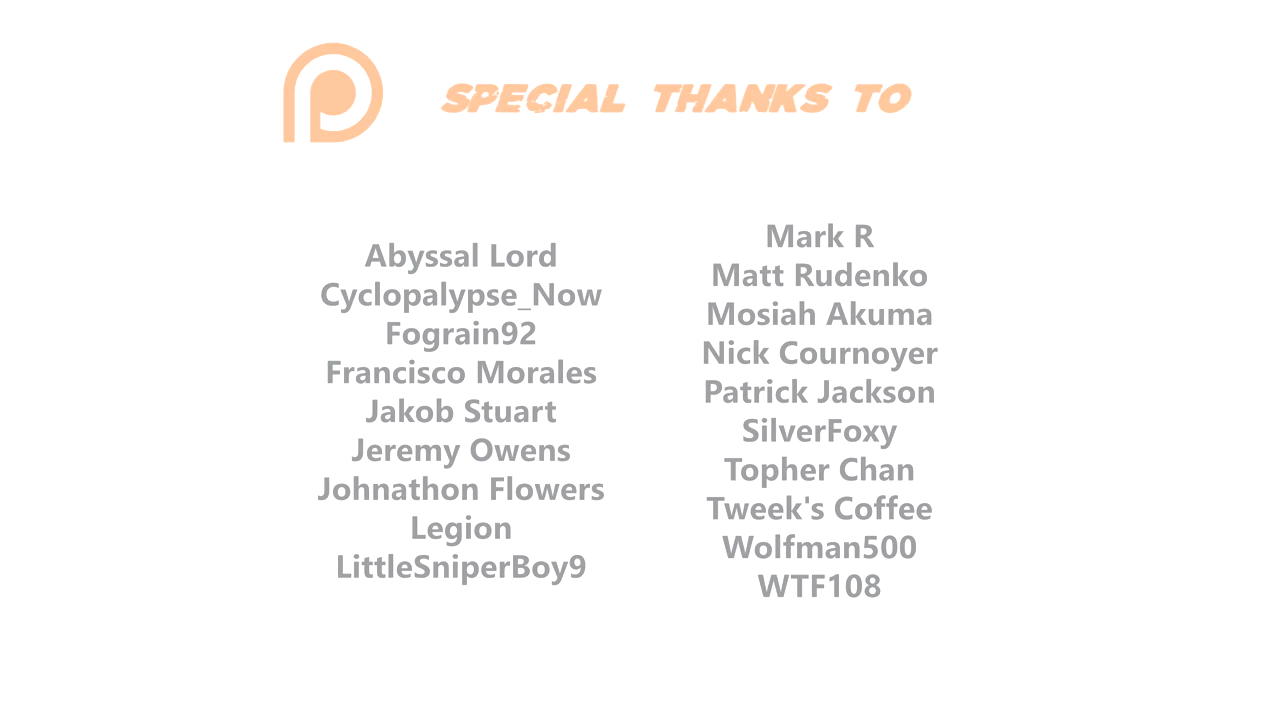 SPECIAL THANKS TO
Abyssal Lord
Cyclopalypse_Now
Fograin92
Francisco Morales
Jakob Stuart
Jeremy Owens
Johnathon Flowers
Legion
LittleSniperBoy9
Mark R
Matt Rudenko
Mosiah Akuma
Nick Cournoyer
Patrick Jackson
SilverFoxy
Topher Chan
Tweek's Coffee
Wolfman500
WTF108